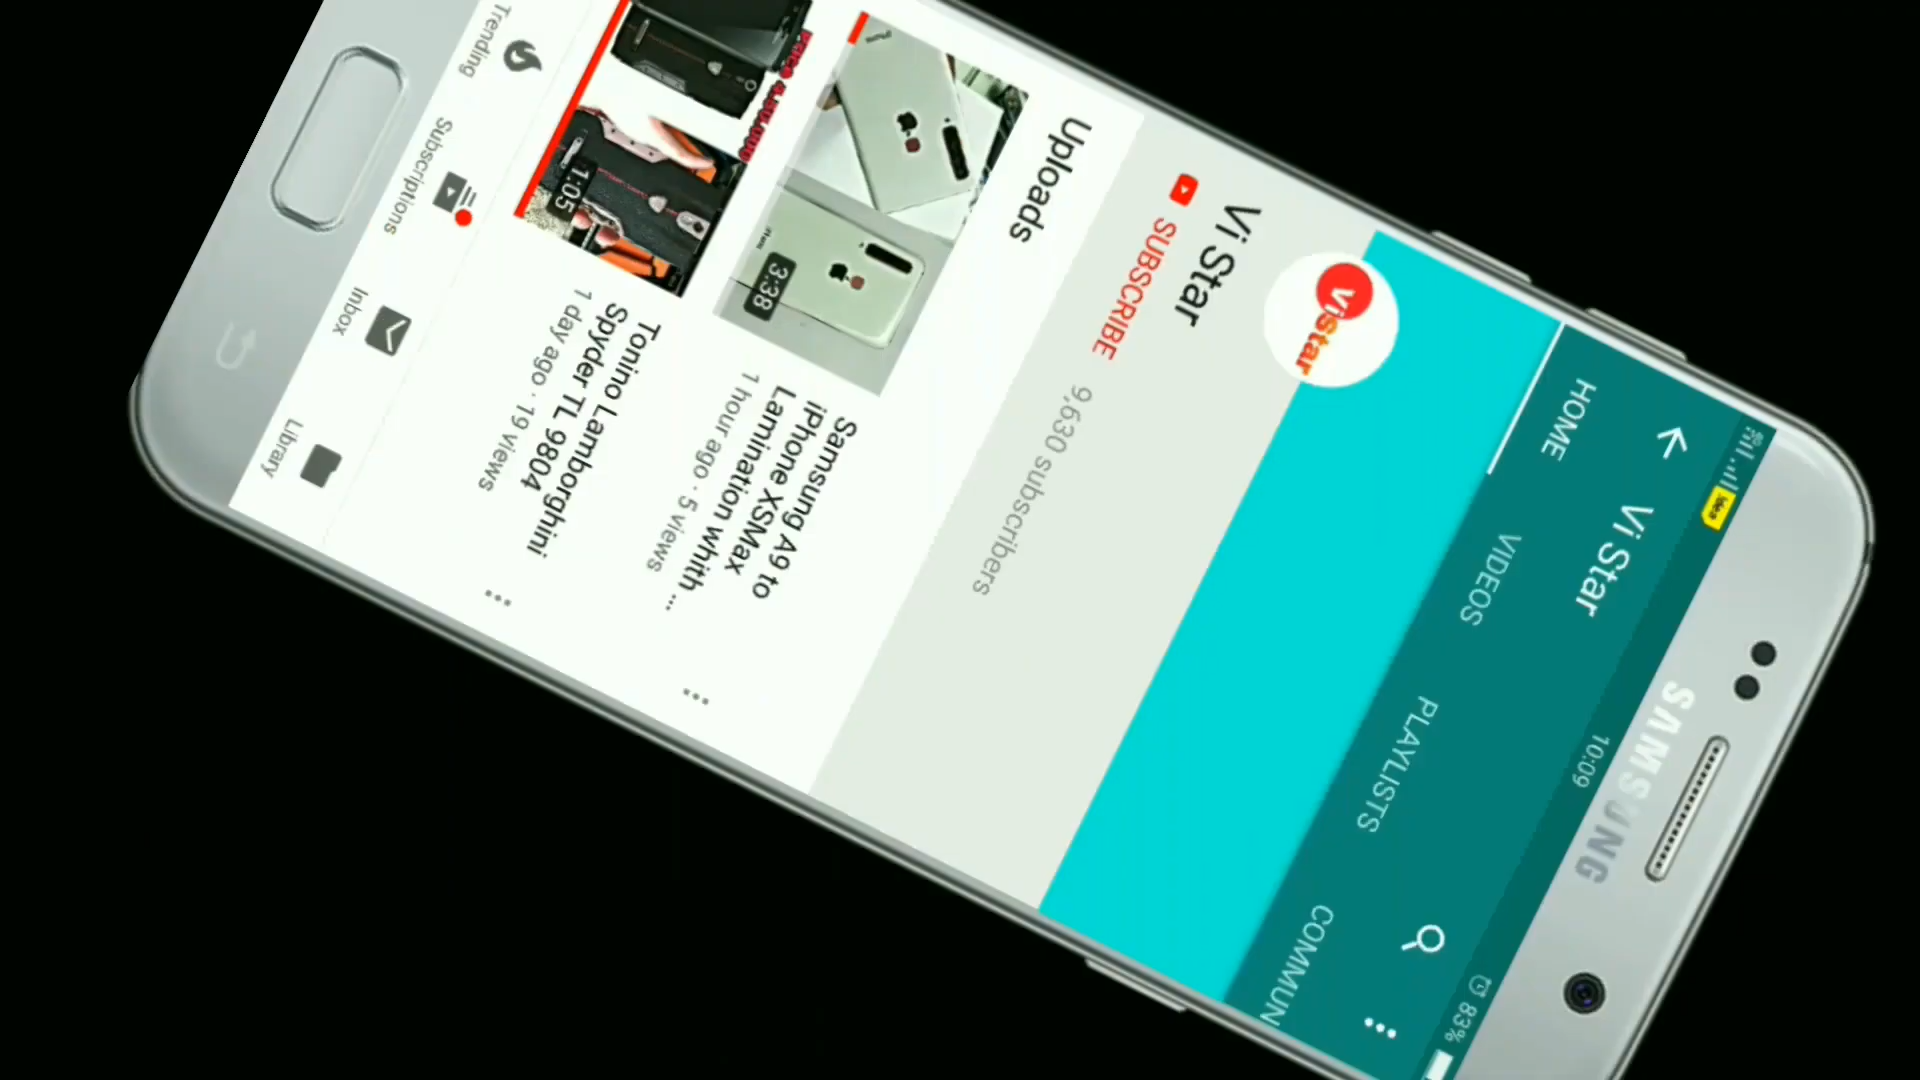 SAMSUNG
idea
10:09
83%
Vi Star
HOME
VIDEOS
PLAYLISTS
COMMUN
Vistar
Vi Star
SUBSCRIBE
9,630 subscribers
Uploads
3:38
Samsung A9 to
iPhone XSMax
Lamination whith ...
1 hour ago · 5 views
1:05
Tonino Lamborghini
Spyder TL 9804
1 day ago · 19 views
Trending
Subscriptions
Inbox
Library